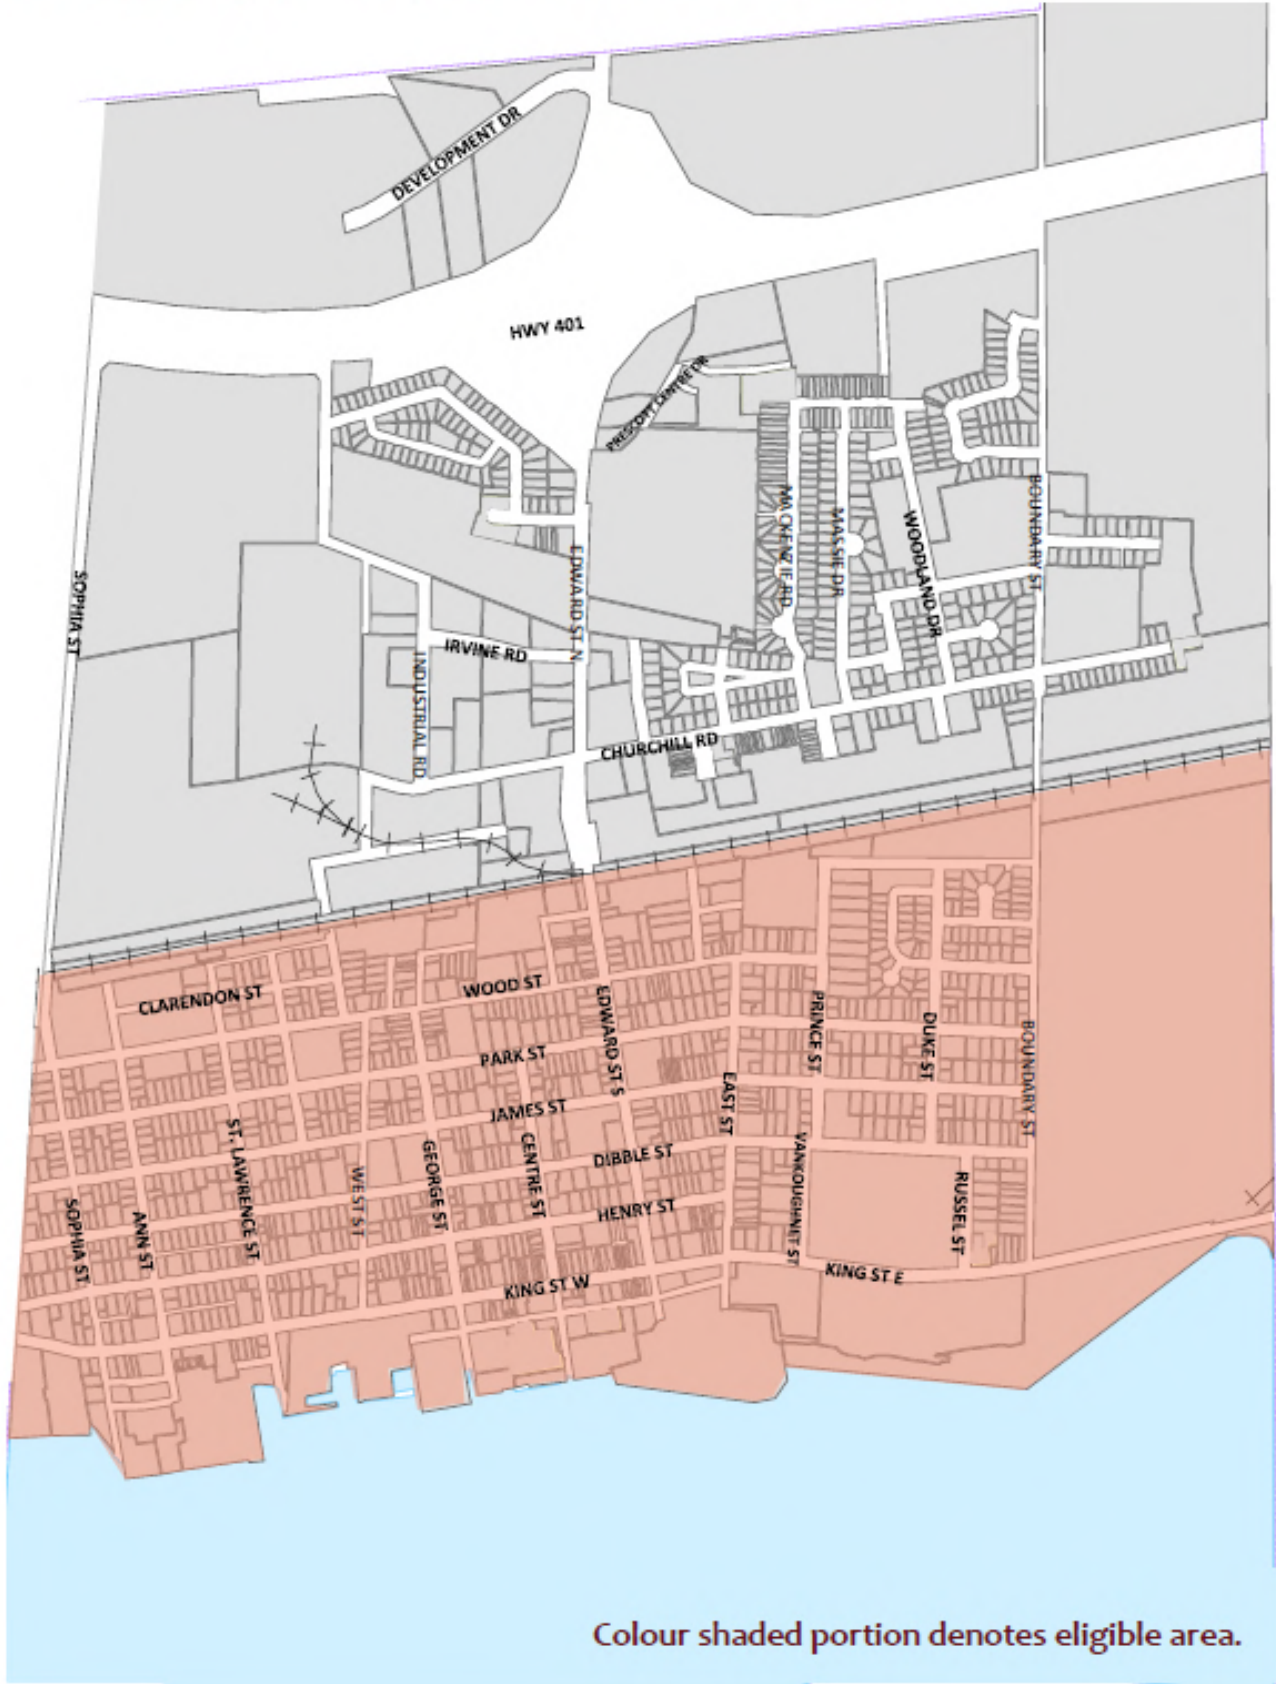 DEVELOPMENT DR
HWY 401
PRESCOTT CENTRE DR
MACKENZIE RD
MASSIE DR
WOODLAND DR
BOUNDARY ST
SOPHIA ST
EDWARD ST N
IRVINE RD
INDUSTRIAL RD
CHURCHILL RD
CLARENDON ST
WOOD ST
EDWARD ST S
PRINCE ST
DUKE ST
BOUNDARY ST
PARK ST
EAST ST
JAMES ST
ST. LAWRENCE ST
WEST ST
GEORGE ST
CENTRE ST
DIBBLE ST
VANKOUGHNET ST
RUSSEL ST
SOPHIA ST
ANN ST
HENRY ST
KING ST W
KING ST E
Colour shaded portion denotes eligible area.